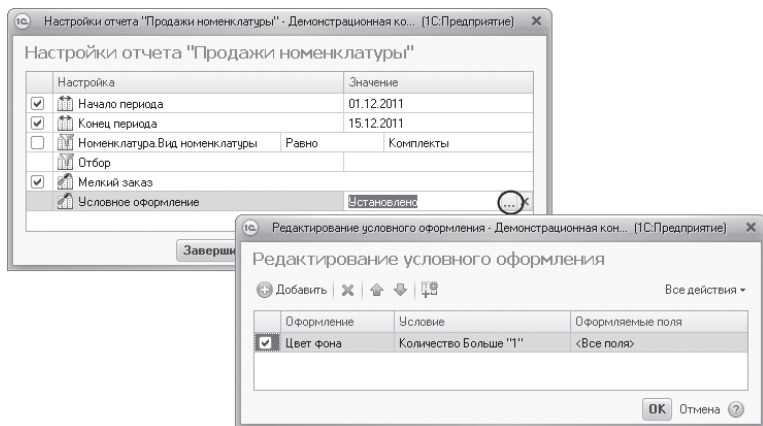 Настройки отчета "Продажи номенклатуры" - Демонстрационная ко... (1С:Предприятие)
Настройки отчета "Продажи номенклатуры"
Настройка Значение
Начало периода 01.12.2011
Конец периода 15.12.2011
Номенклатура.Вид номенклатуры Равно Комплекты
Отбор
Мелкий заказ
Условное оформление Установлено ...
Редактирование условного оформления - Демонстрационная кон... (1С:Предприятие)
Редактирование условного оформления
Добавить Все действия
Оформление Условие Оформляемые поля
Цвет фона Количество Больше "1" <Все поля>
OK Отмена ?